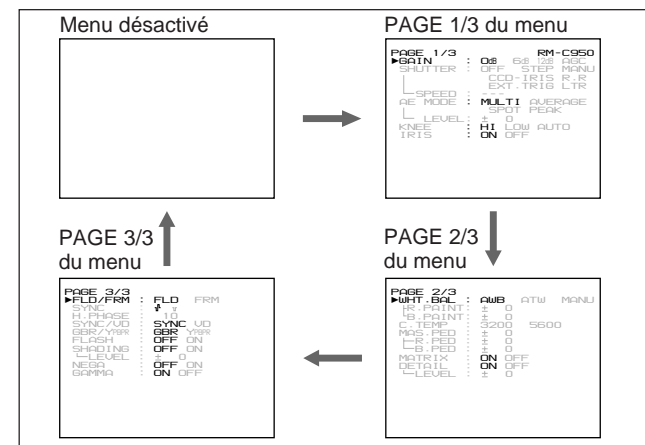 Menu désactivé
PAGE 1/3 du menu
PAGE 1/3 RM-C950
►GAIN : 0dB 6dB 12dB AGC
SHUTTER : OFF STEP MANU
CCD-IRIS R.R
EXT.TRIG LTR
SPEED : ---
AE MODE : MULTI AVERAGE
SPOT PEAK
LEVEL : ± 0
KNEE : HI LOW AUTO
IRIS : ON OFF
PAGE 3/3
du menu
PAGE 2/3
du menu
PAGE 3/3
►FLD/FRM : FLD FRM
SYNC :
H.PHASE : 10
SYNC/VD : SYNC VD
GBR/YPBPR : GBR YPBPR
FLASH : OFF ON
SHADING : OFF ON
LEVEL : ± 0
NEGA : OFF ON
GAMMA : ON OFF
PAGE 2/3
►WHT.BAL : AWB ATW MANU
R.PAINT : ± 0
B.PAINT : ± 0
C.TEMP : 3200 5600
MAS.PED : ± 0
R.PED : ± 0
B.PED : ± 0
MATRIX : ON OFF
DETAIL : ON OFF
LEVEL : ± 0